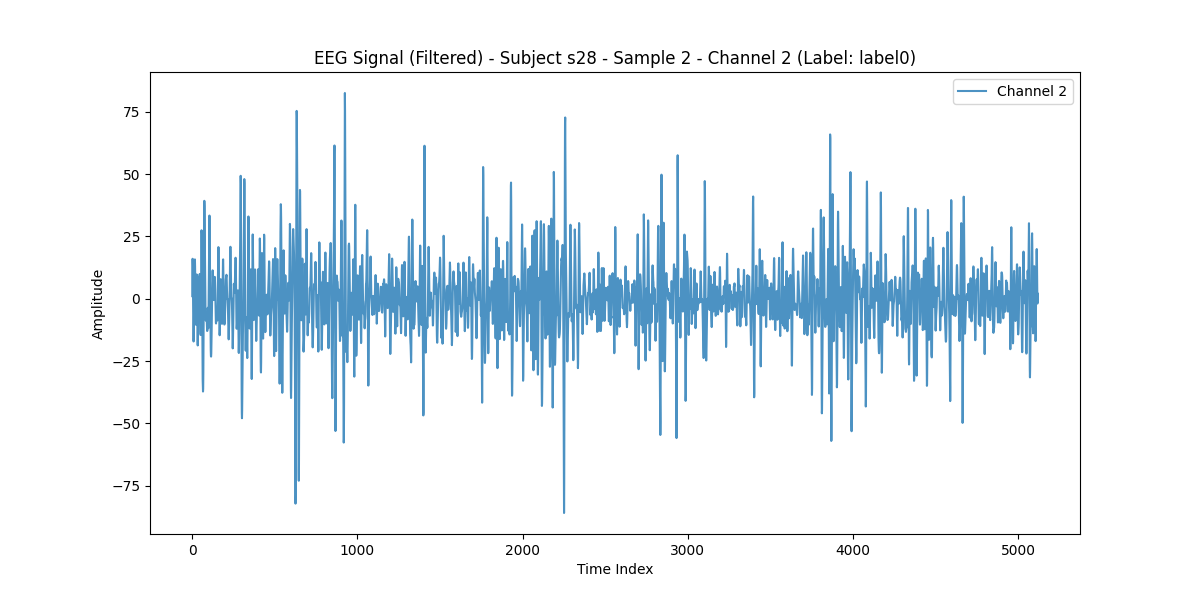 EEG Signal (Filtered) - Subject s28 - Sample 2 - Channel 2 (Label: label0)
Channel 2
75
50
25
0
−25
−50
−75
Amplitude
0 1000 2000 3000 4000 5000
Time Index